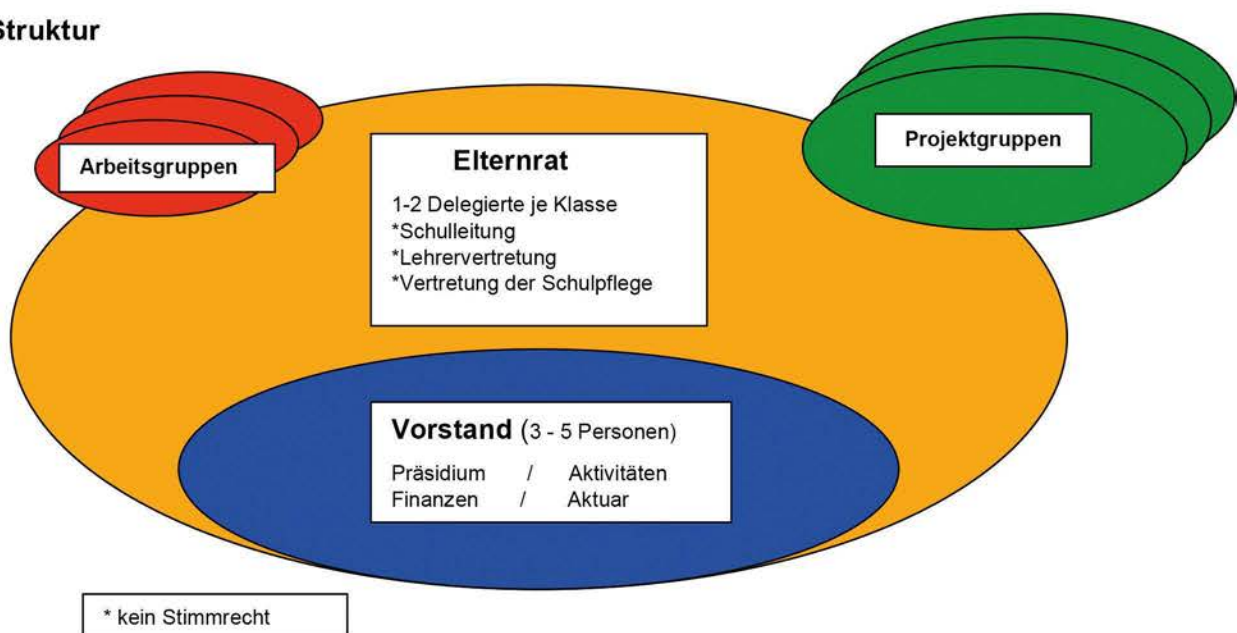 Struktur
Arbeitsgruppen
Projektgruppen
Elternrat
1-2 Delegierte je Klasse
*Schulleitung
*Lehrervertretung
*Vertretung der Schulpflege
Vorstand (3 - 5 Personen)
Präsidium / Aktivitäten
Finanzen / Aktuar
* kein Stimmrecht